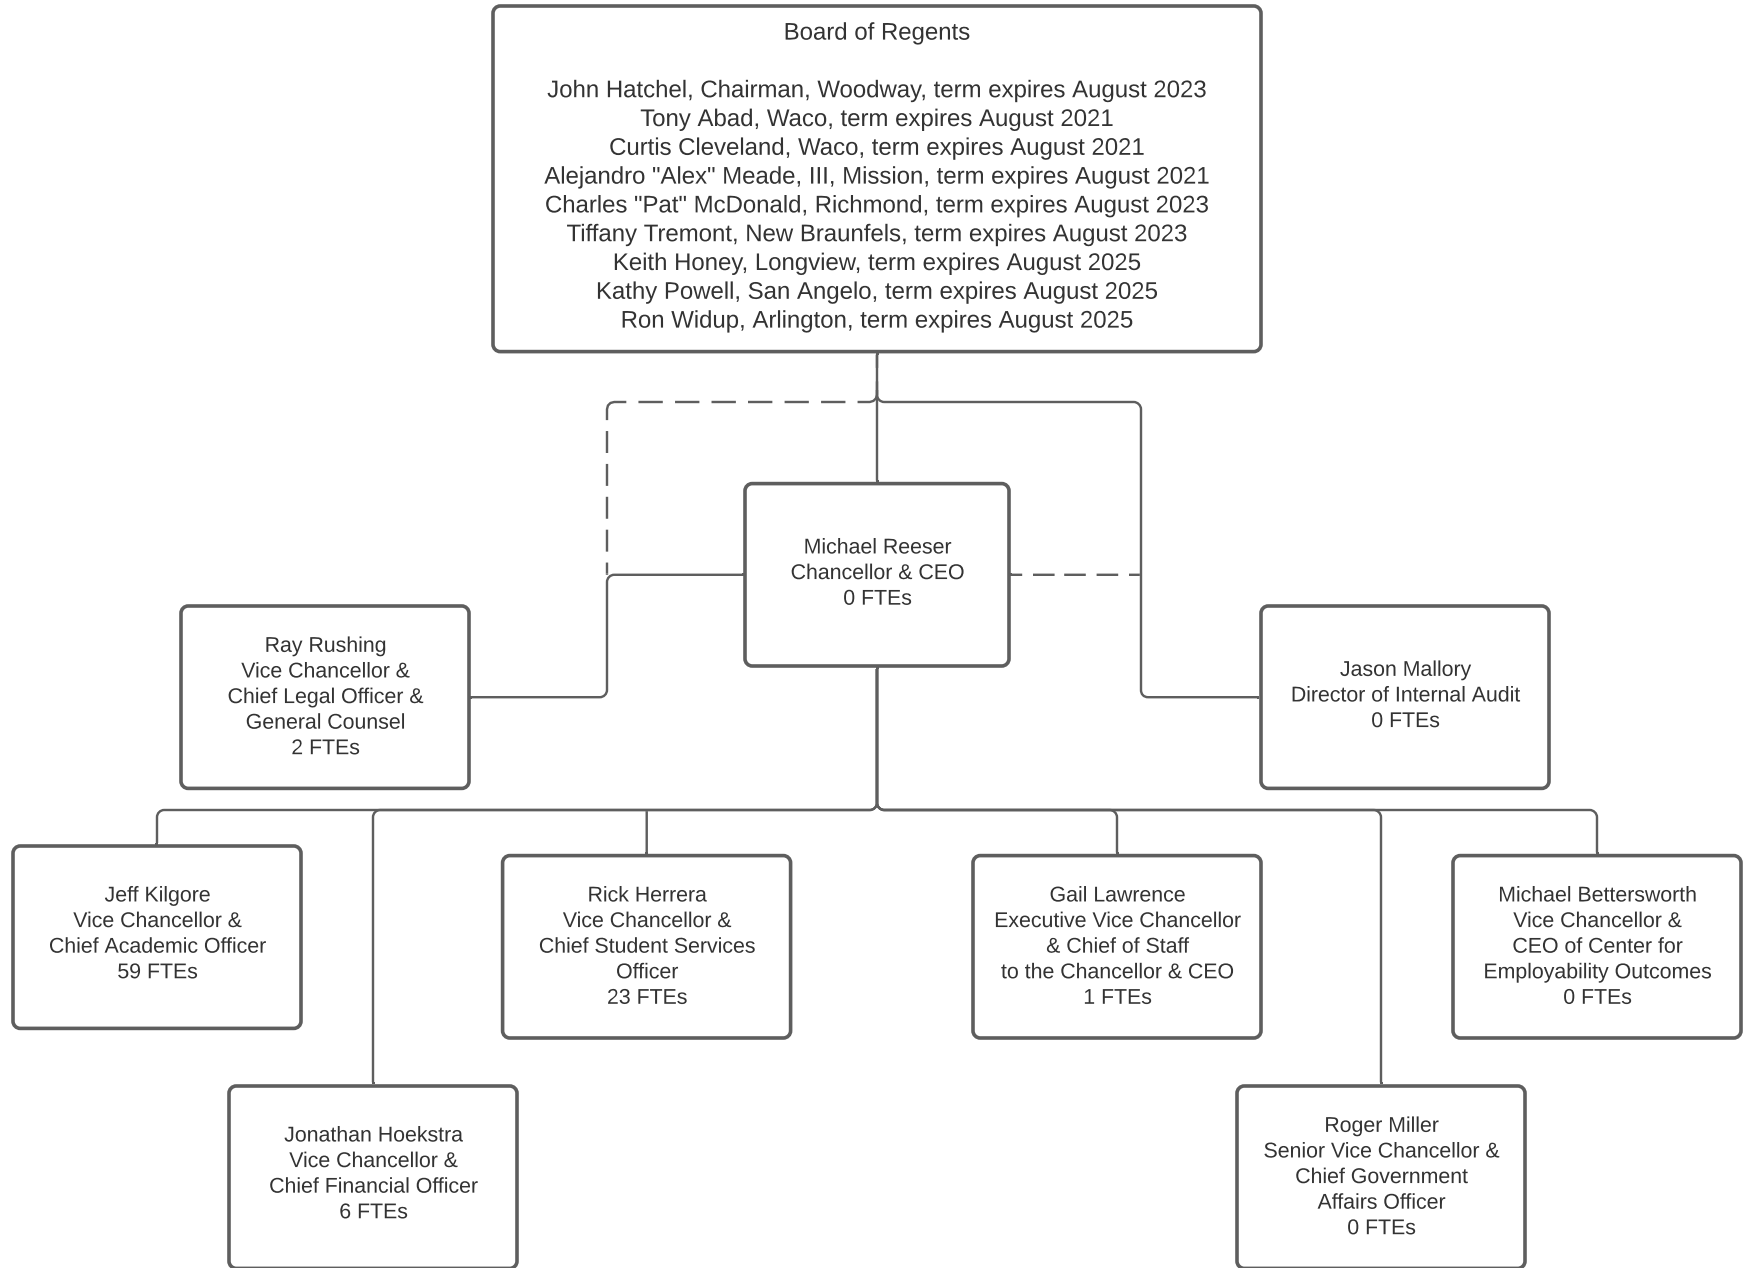 Board of Regents
John Hatchel, Chairman, Woodway, term expires August 2023
Tony Abad, Waco, term expires August 2021
Curtis Cleveland, Waco, term expires August 2021
Alejandro "Alex" Meade, III, Mission, term expires August 2021
Charles "Pat" McDonald, Richmond, term expires August 2023
Tiffany Tremont, New Braunfels, term expires August 2023
Keith Honey, Longview, term expires August 2025
Kathy Powell, San Angelo, term expires August 2025
Ron Widup, Arlington, term expires August 2025
Michael Reeser
Chancellor & CEO
0 FTEs
Ray Rushing
Vice Chancellor &
Chief Legal Officer &
General Counsel
2 FTEs
Jason Mallory
Director of Internal Audit
0 FTEs
Jeff Kilgore
Vice Chancellor &
Chief Academic Officer
59 FTEs
Rick Herrera
Vice Chancellor &
Chief Student Services
Officer
23 FTEs
Gail Lawrence
Executive Vice Chancellor
& Chief of Staff
to the Chancellor & CEO
1 FTEs
Michael Bettersworth
Vice Chancellor &
CEO of Center for
Employability Outcomes
0 FTEs
Jonathan Hoekstra
Vice Chancellor &
Chief Financial Officer
6 FTEs
Roger Miller
Senior Vice Chancellor &
Chief Government
Affairs Officer
0 FTEs